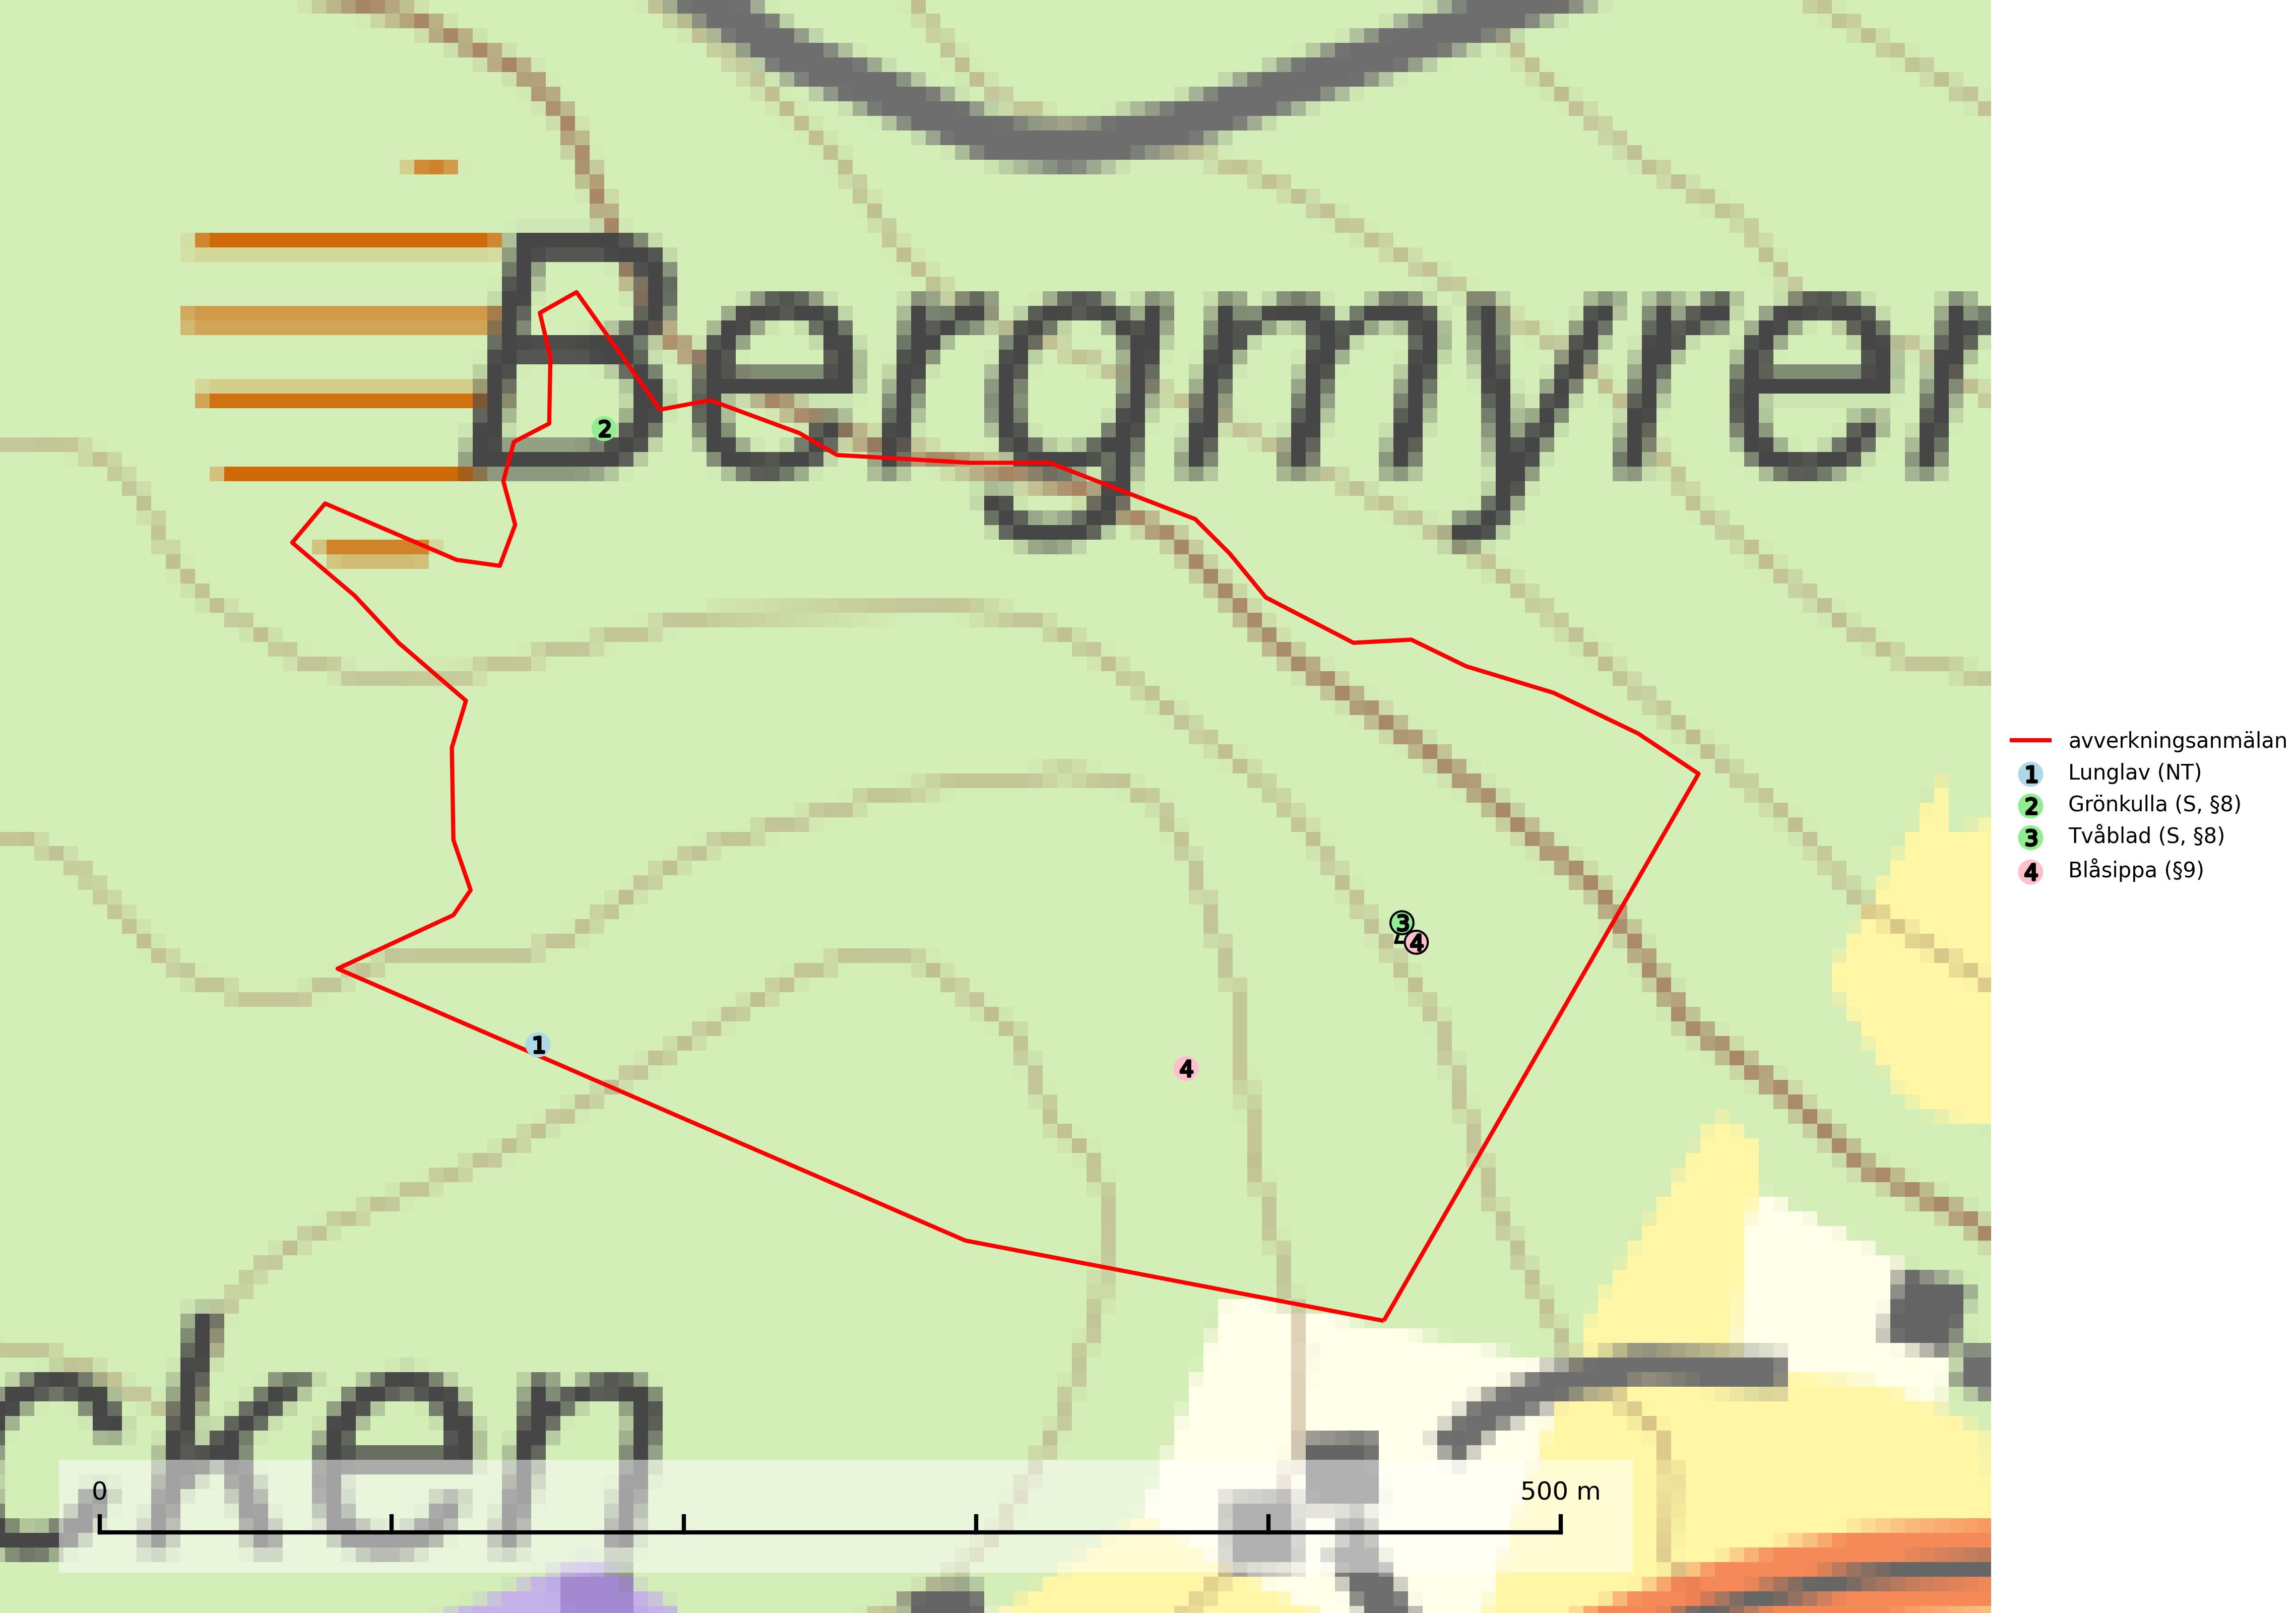 Bergmyrer
2
3
4
1
4
cken
0 500 m
avverkningsanmälan
1 Lunglav (NT)
2 Grönkulla (S, §8)
3 Tvåblad (S, §8)
4 Blåsippa (§9)